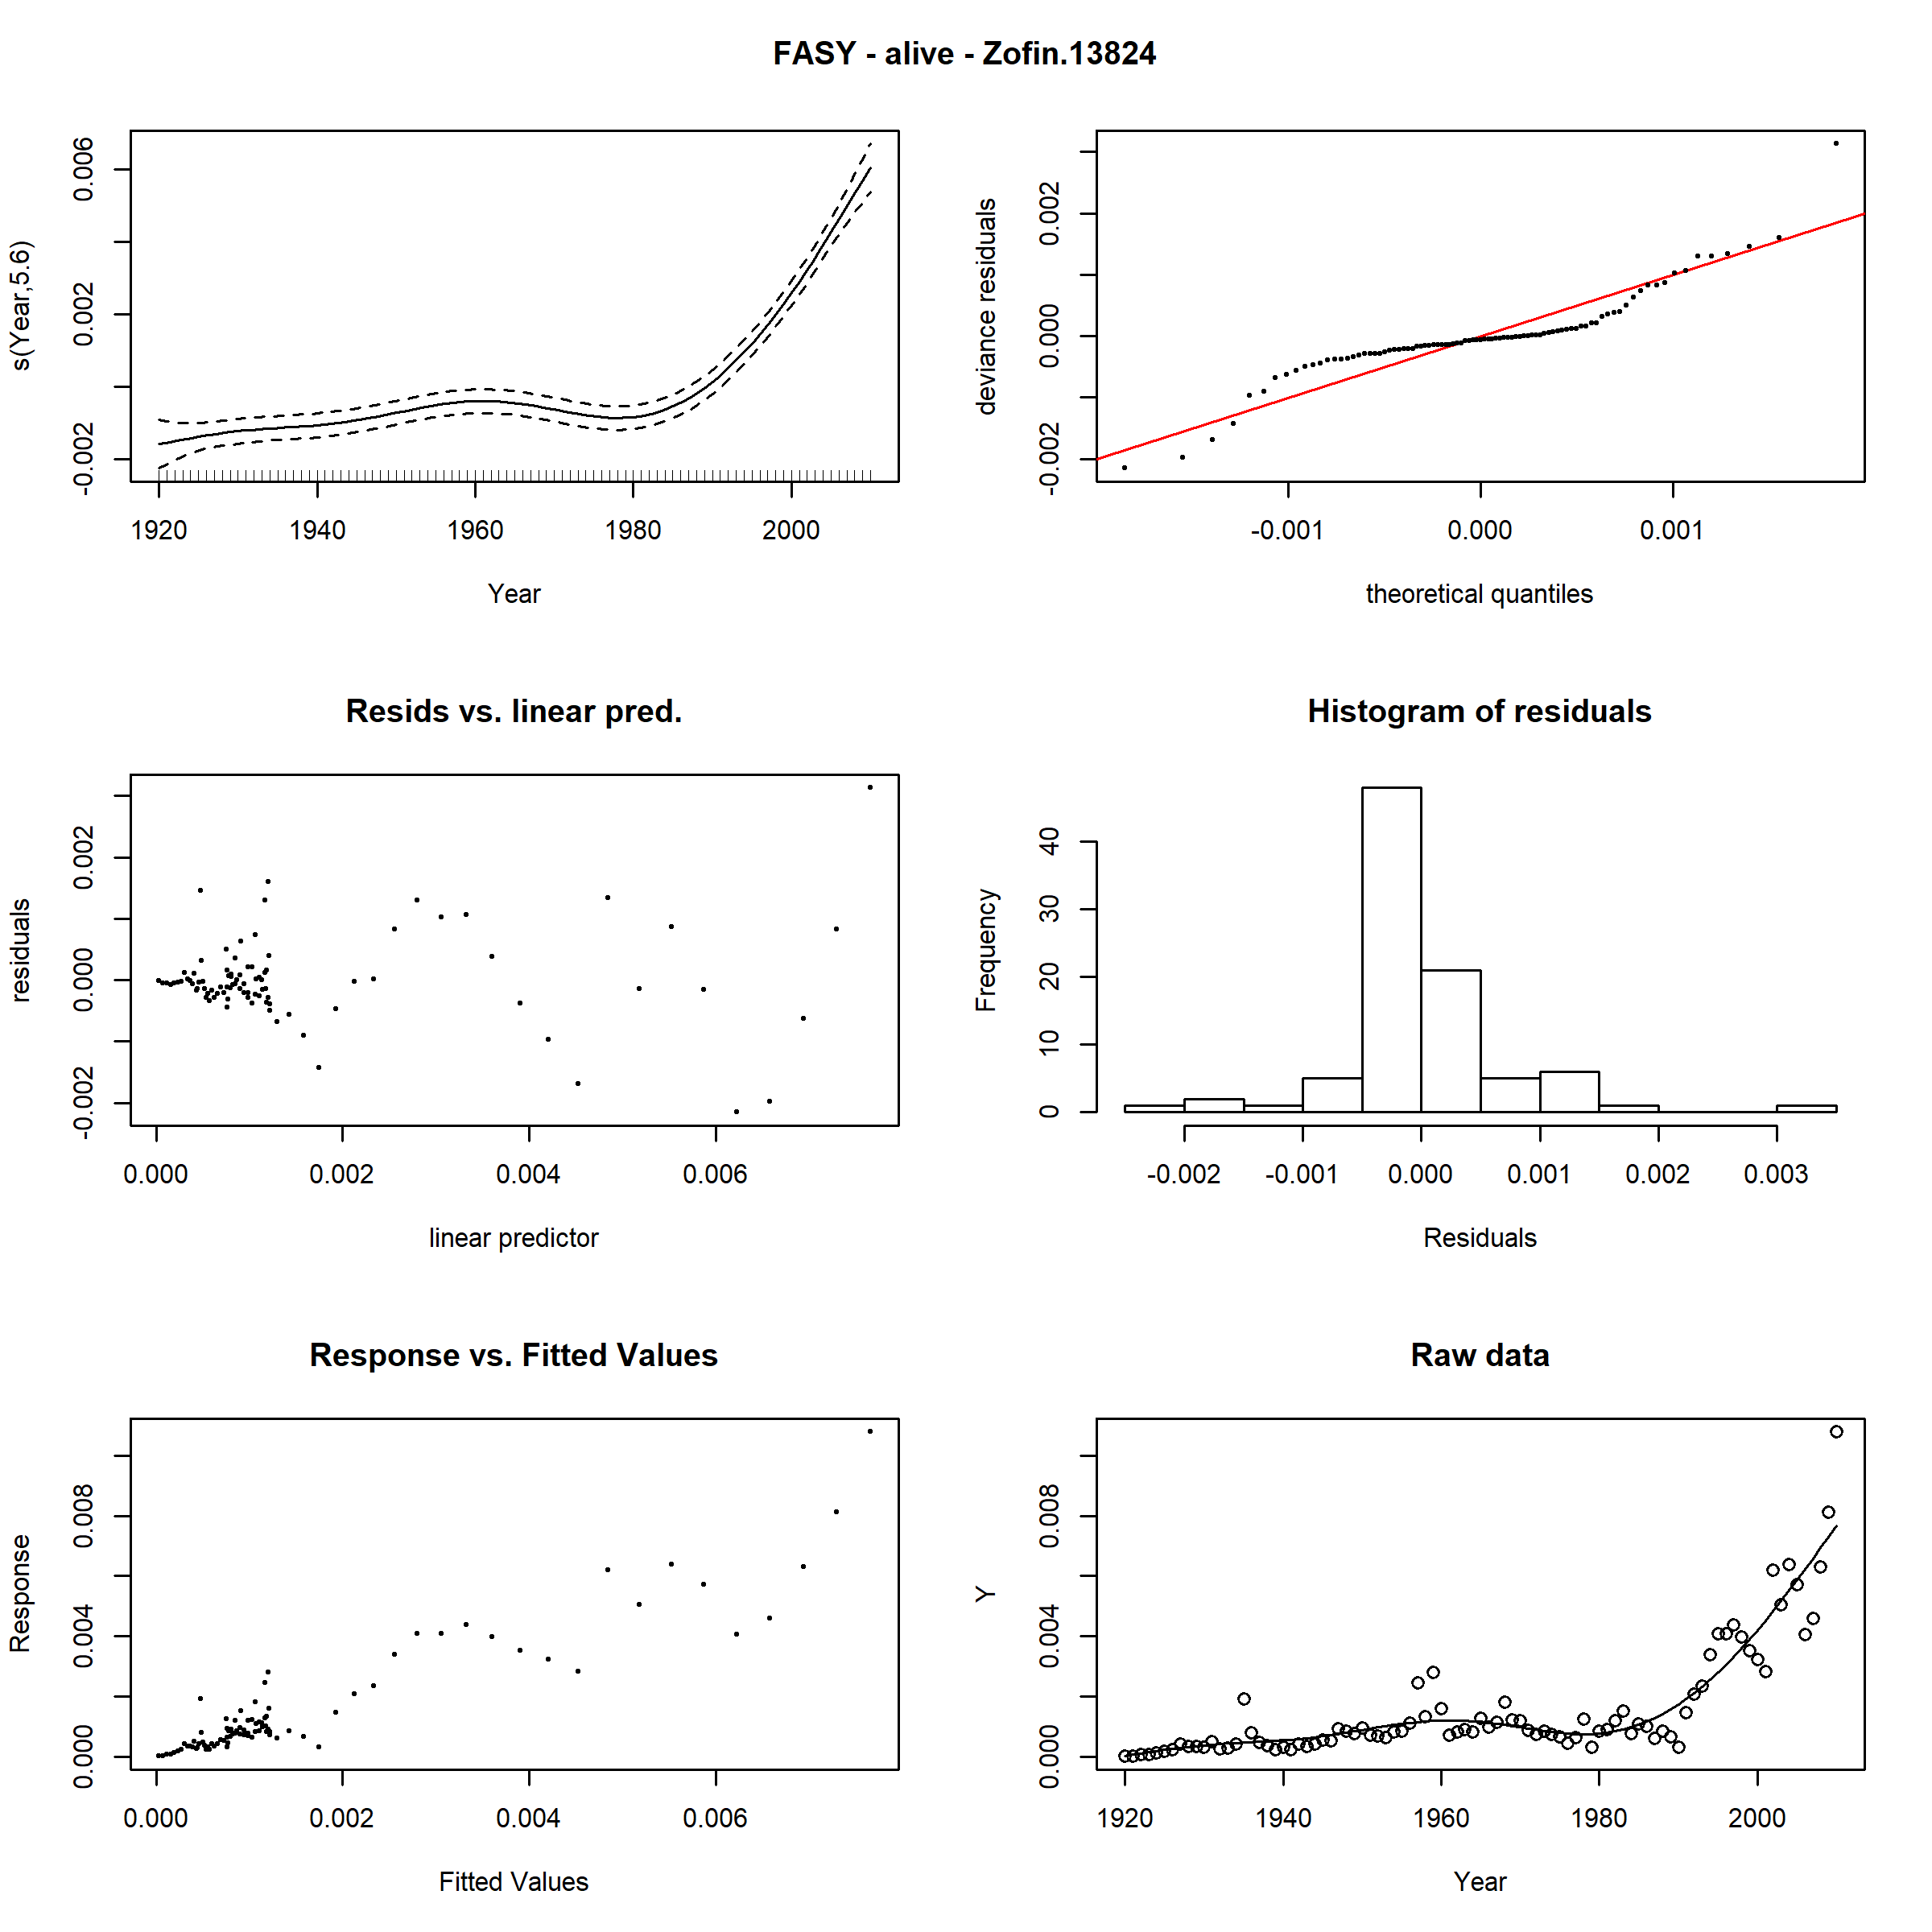 FASY - alive - Zofin.13824
s(Year,5.6)
-0.002 0.002 0.006
1920 1940 1960 1980 2000
Year
deviance residuals
-0.002 0.000 0.002
-0.001 0.000 0.001
theoretical quantiles
Resids vs. linear pred.
residuals
-0.002 0.000 0.002
0.000 0.002 0.004 0.006
linear predictor
Histogram of residuals
Frequency
0 10 20 30 40
-0.002 -0.001 0.000 0.001 0.002 0.003
Residuals
Response vs. Fitted Values
Response
0.000 0.004 0.008
0.000 0.002 0.004 0.006
Fitted Values
Raw data
Y
0.000 0.004 0.008
1920 1940 1960 1980 2000
Year